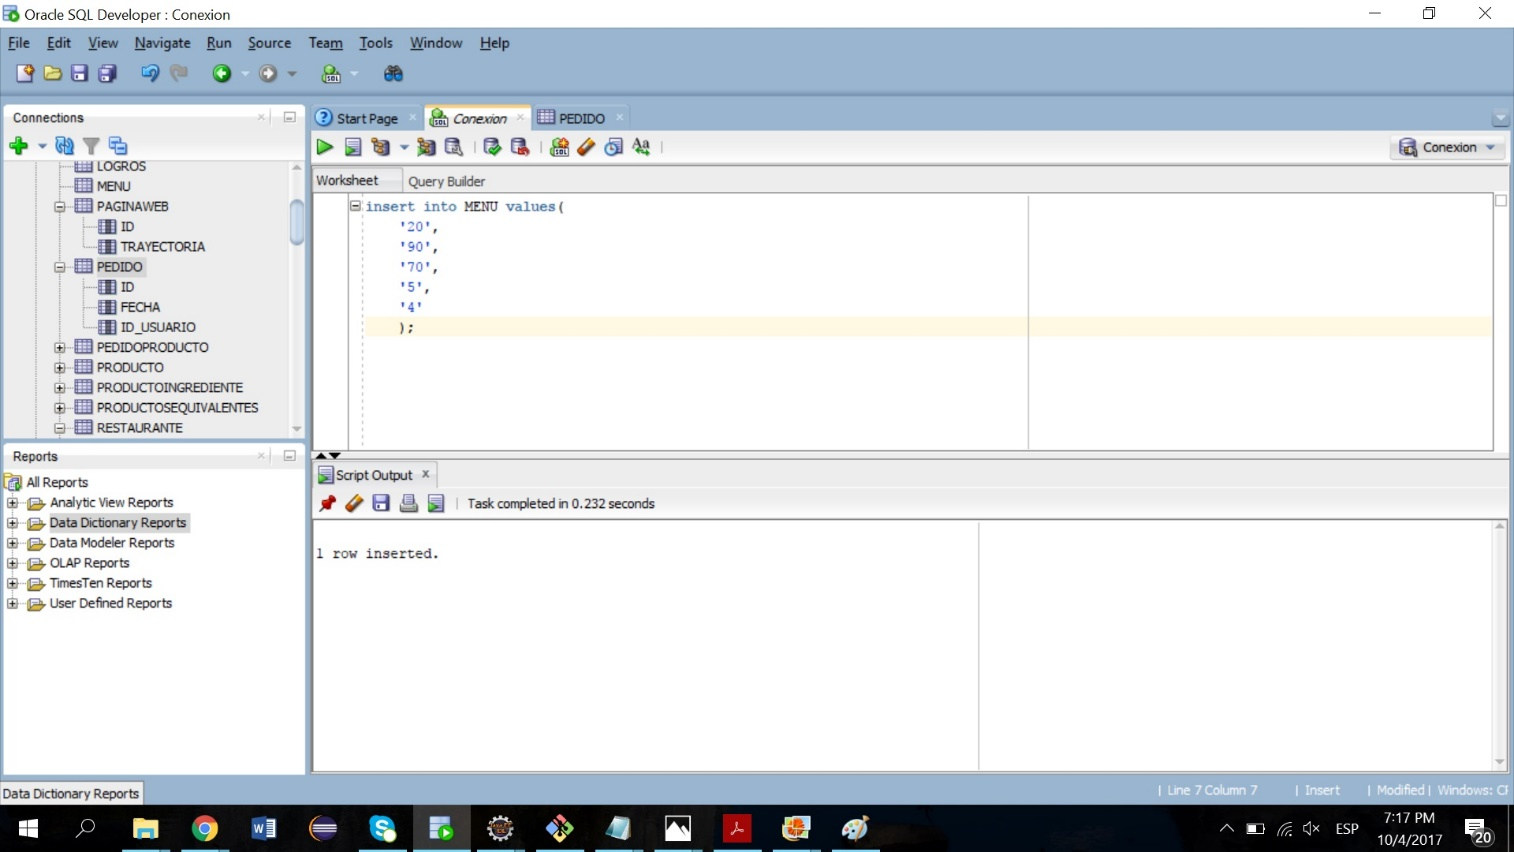 Oracle SQL Developer : Conexion
File Edit View Navigate Run Source Team Tools Window Help
Connections
LOGROS
MENU
PAGINAWEB
ID
TRAYECTORIA
PEDIDO
ID
FECHA
ID_USUARIO
PEDIDOPRODUCTO
PRODUCTO
PRODUCTOINGREDIENTE
PRODUCTOSEQUIVALENTES
RESTAURANTE
Reports
All Reports
Analytic View Reports
Data Dictionary Reports
Data Modeler Reports
OLAP Reports
TimesTen Reports
User Defined Reports
Start Page Conexion PEDIDO
Conexion
Worksheet Query Builder
insert into MENU values(
'20',
'90',
'70',
'5',
'4'
);
Script Output
Task completed in 0.232 seconds
1 row inserted.
Data Dictionary Reports
| Line 7 Column 7 | Insert | Modified | Windows: CR
ESP
7:17 PM
10/4/2017
20